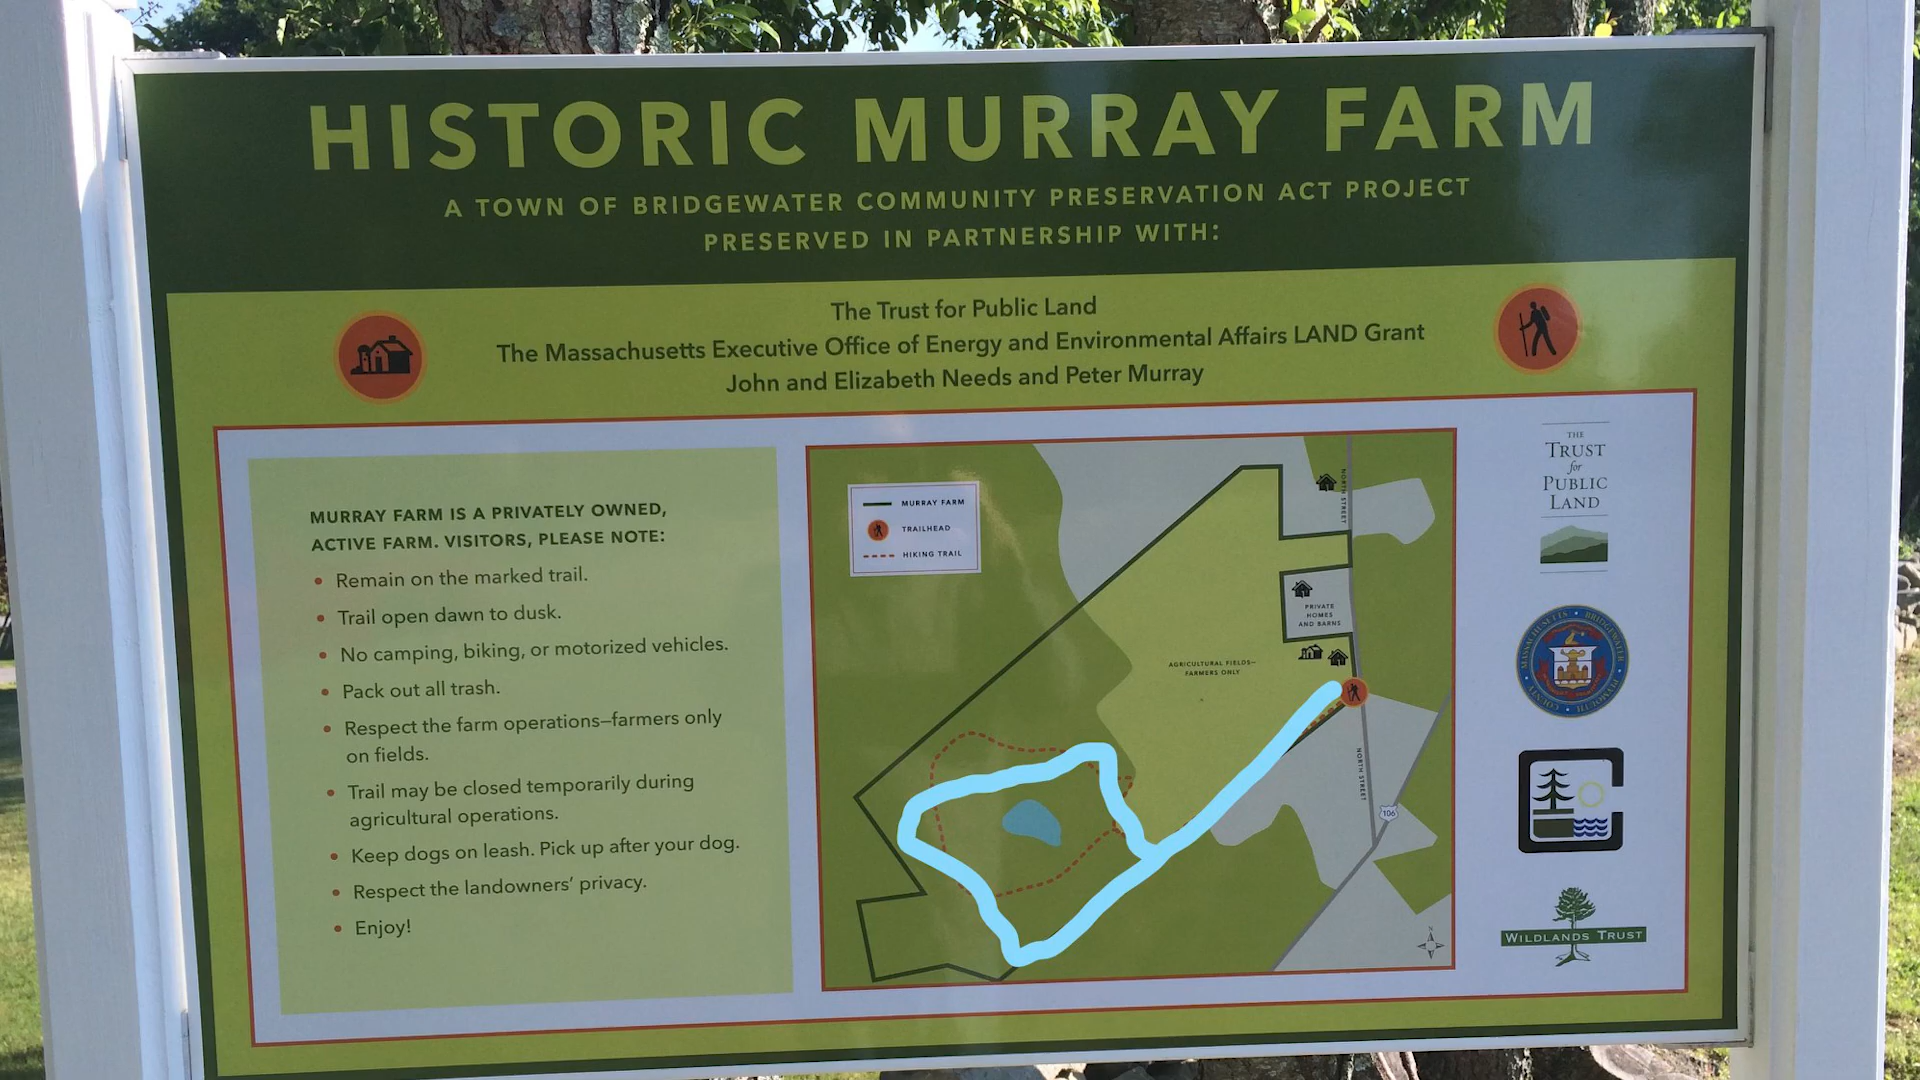 HISTORIC MURRAY FARM
A TOWN OF BRIDGEWATER COMMUNITY PRESERVATION ACT PROJECT
PRESERVED IN PARTNERSHIP WITH:
The Trust for Public Land
The Massachusetts Executive Office of Energy and Environmental Affairs LAND Grant
John and Elizabeth Needs and Peter Murray
MURRAY FARM IS A PRIVATELY OWNED,
ACTIVE FARM. VISITORS, PLEASE NOTE:
• Remain on the marked trail.
• Trail open dawn to dusk.
• No camping, biking, or motorized vehicles.
• Pack out all trash.
• Respect the farm operations–farmers only
on fields.
• Trail may be closed temporarily during
agricultural operations.
• Keep dogs on leash. Pick up after your dog.
• Respect the landowners' privacy.
• Enjoy!
MURRAY FARM
TRAILHEAD
HIKING TRAIL
NORTH STREET
PRIVATE
HOMES
AND BARNS
AGRICULTURAL FIELDS–
FARMERS ONLY
NORTH STREET
106
N
THE
TRUST
for
PUBLIC
LAND
MASSACHUSETTS BRIDGEWATER
PLYMOUTH COUNTY
WILDLANDS TRUST